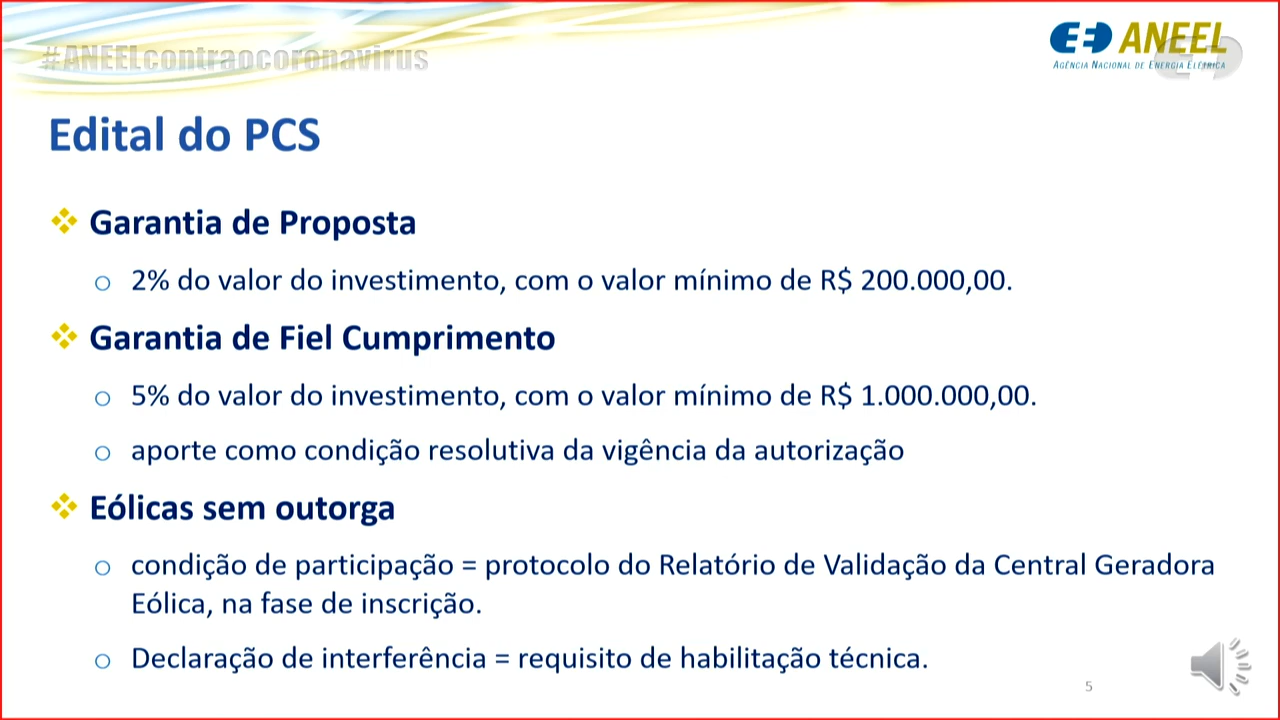 #ANEELcontraocoronavirus
ANEEL
AGÊNCIA NACIONAL DE ENERGIA ELÉTRICA
Edital do PCS
Garantia de Proposta
2% do valor do investimento, com o valor mínimo de R$ 200.000,00.
Garantia de Fiel Cumprimento
5% do valor do investimento, com o valor mínimo de R$ 1.000.000,00.
aporte como condição resolutiva da vigência da autorização
Eólicas sem outorga
condição de participação = protocolo do Relatório de Validação da Central Geradora
Eólica, na fase de inscrição.
Declaração de interferência = requisito de habilitação técnica.
5